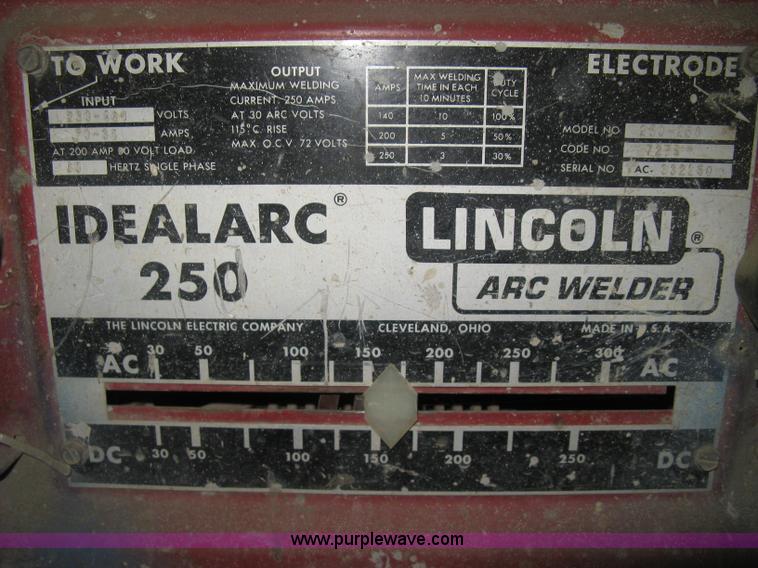 TO WORK
ELECTRODE
INPUT
VOLTS
AMPS
AT 200 AMP 30 VOLT LOAD
HERTZ SINGLE PHASE
OUTPUT
MAXIMUM WELDING
CURRENT 250 AMPS
AT 30 ARC VOLTS
115°C. RISE
MAX. O.C.V. 72 VOLTS
AMPS MAX WELDING TIME IN EACH 10 MINUTES DUTY CYCLE
140 10 100%
200 5 50%
250 3 30%
MODEL NO
CODE NO
SERIAL NO AC-
IDEALARC®
250
LINCOLN®
ARC WELDER
THE LINCOLN ELECTRIC COMPANY CLEVELAND, OHIO MADE IN U.S.A.
AC 30 50 100 150 200 250 300 AC
DC 30 50 100 150 200 250 DC
www.purplewave.com